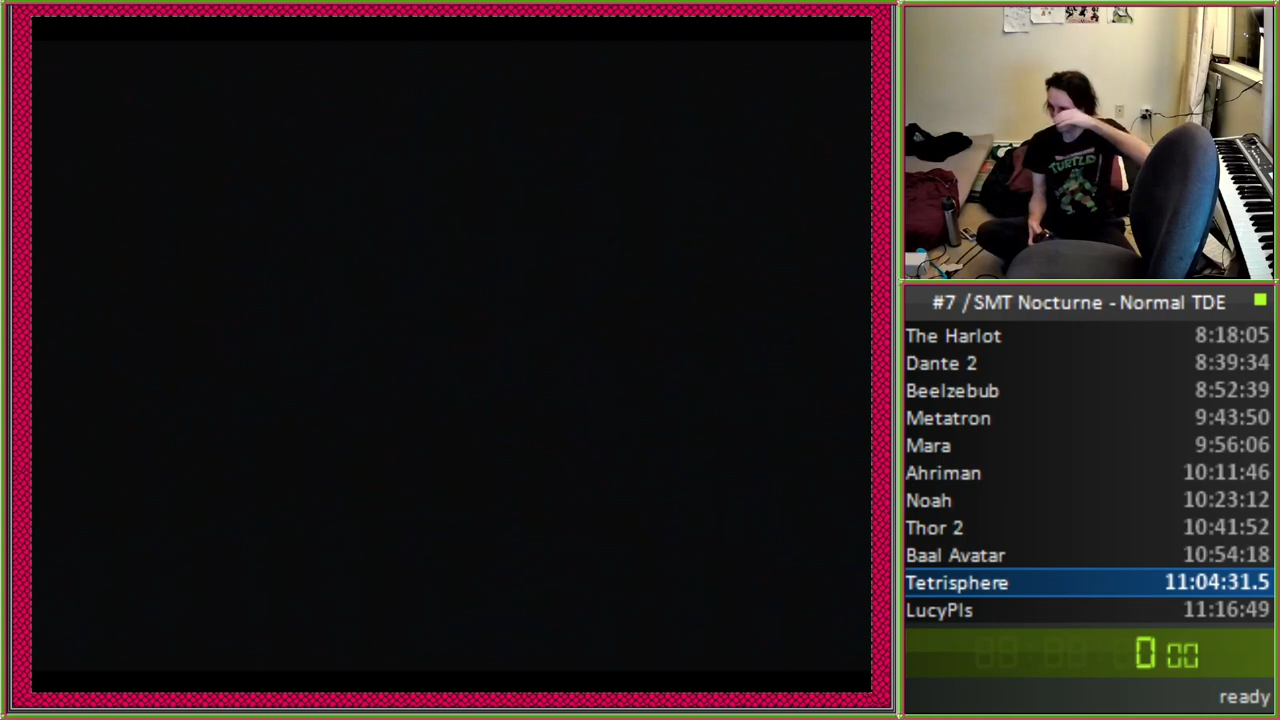 TURTLE
#7 / SMT Nocturne - Normal TDE
The Harlot 8:18:05
Dante 2 8:39:34
Beelzebub 8:52:39
Metatron 9:43:50
Mara 9:56:06
Ahriman 10:11:46
Noah 10:23:12
Thor 2 10:41:52
Baal Avatar 10:54:18
Tetrisphere 11:04:31.5
LucyPls 11:16:49
0 00
ready